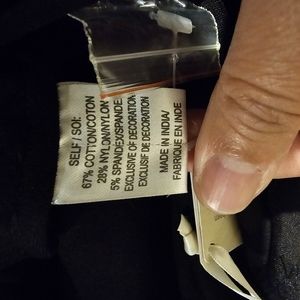 SELF / SOI:
67% COTTON/COTON
28% NYLON/NYLON
5% SPANDEX/SPANDEX
EXCLUSIVE OF DECORATION
EXCLUSIF DE DECORATION
MADE IN INDIA/
FABRIQUE EN INDE